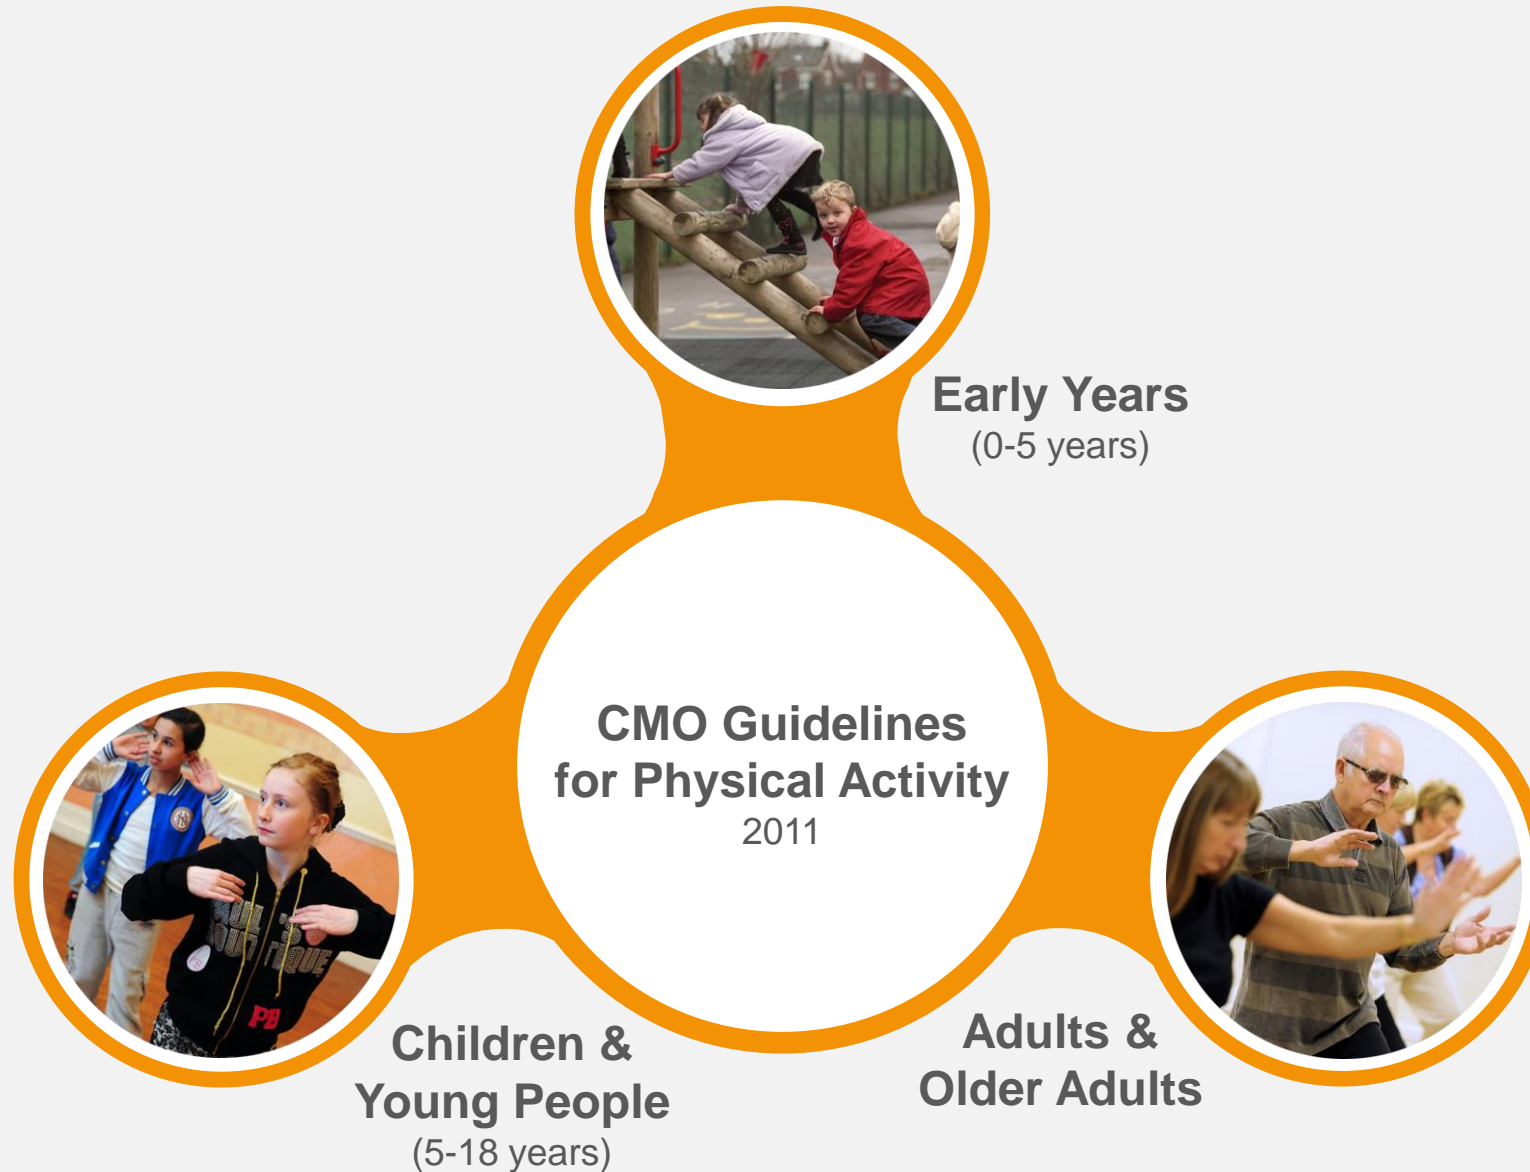 Early Years
(0-5 years)
CMO Guidelines
for Physical Activity
2011
Children &
Young People
(5-18 years)
Adults &
Older Adults
PB